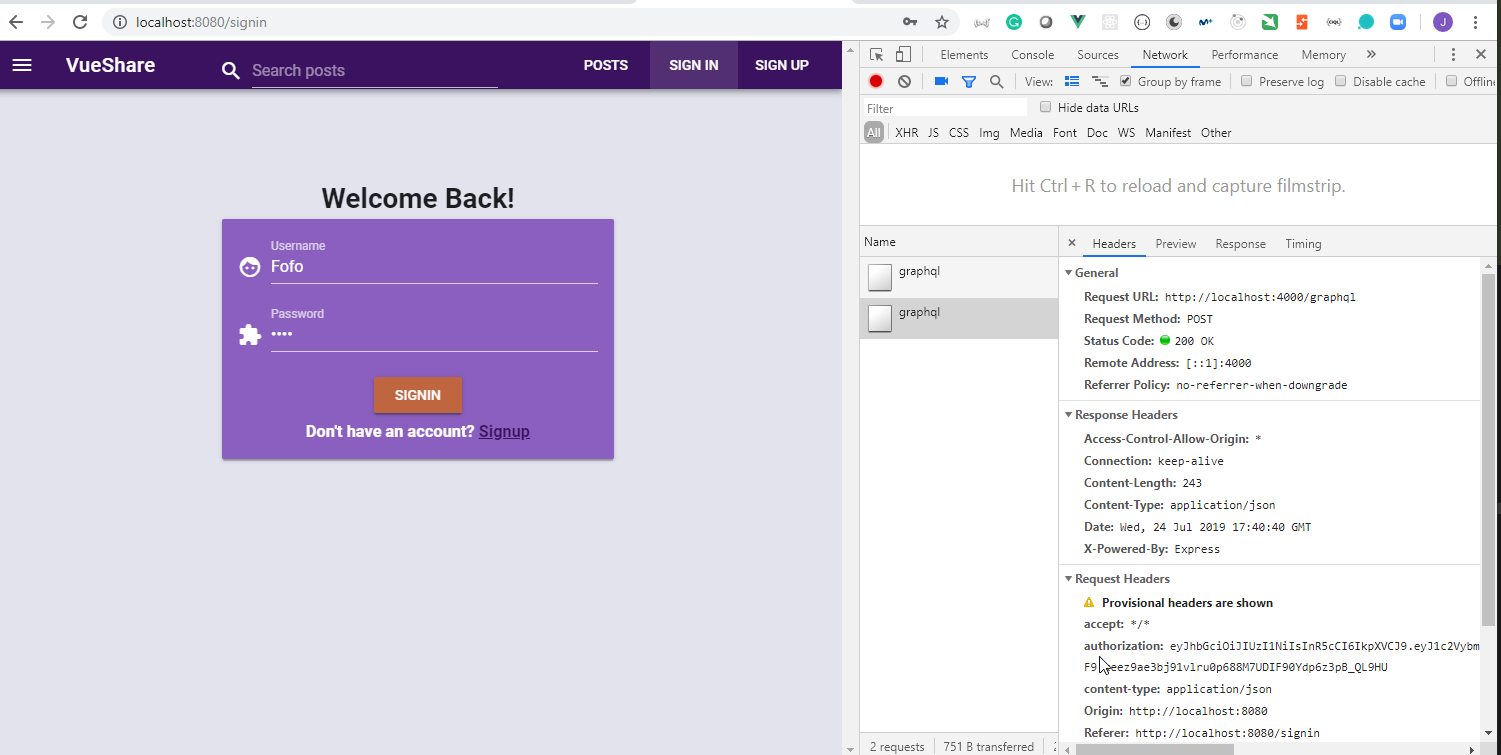 localhost:8080/signin
J
VueShare
Search posts
POSTS
SIGN IN
SIGN UP
Welcome Back!
Username
Fofo
Password
••••
SIGNIN
Don't have an account? Signup
Elements
Console
Sources
Network
Performance
Memory
»
View:
Group by frame
Preserve log
Disable cache
Offline
Filter
Hide data URLs
All
XHR
JS
CSS
Img
Media
Font
Doc
WS
Manifest
Other
Hit Ctrl + R to reload and capture filmstrip.
Name
graphql
graphql
2 requests
751 B transferred
Headers
Preview
Response
Timing
General
Request URL: http://localhost:4000/graphql
Request Method: POST
Status Code: 200 OK
Remote Address: [::1]:4000
Referrer Policy: no-referrer-when-downgrade
Response Headers
Access-Control-Allow-Origin: *
Connection: keep-alive
Content-Length: 243
Content-Type: application/json
Date: Wed, 24 Jul 2019 17:40:40 GMT
X-Powered-By: Express
Request Headers
Provisional headers are shown
accept: */*
authorization: eyJhbGciOiJIUzI1NiIsInR5cCI6IkpXVCJ9.eyJ1c2Vybm
content-type: application/json
Origin: http://localhost:8080
Referer: http://localhost:8080/signin